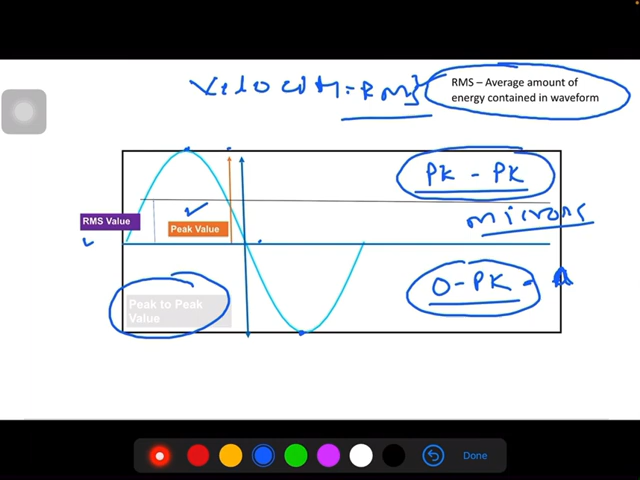 Velocity = RMS
RMS – Average amount of
energy contained in waveform
PK - PK
microns
RMS Value
Peak Value
O - PK -
Peak to Peak
Value
Done